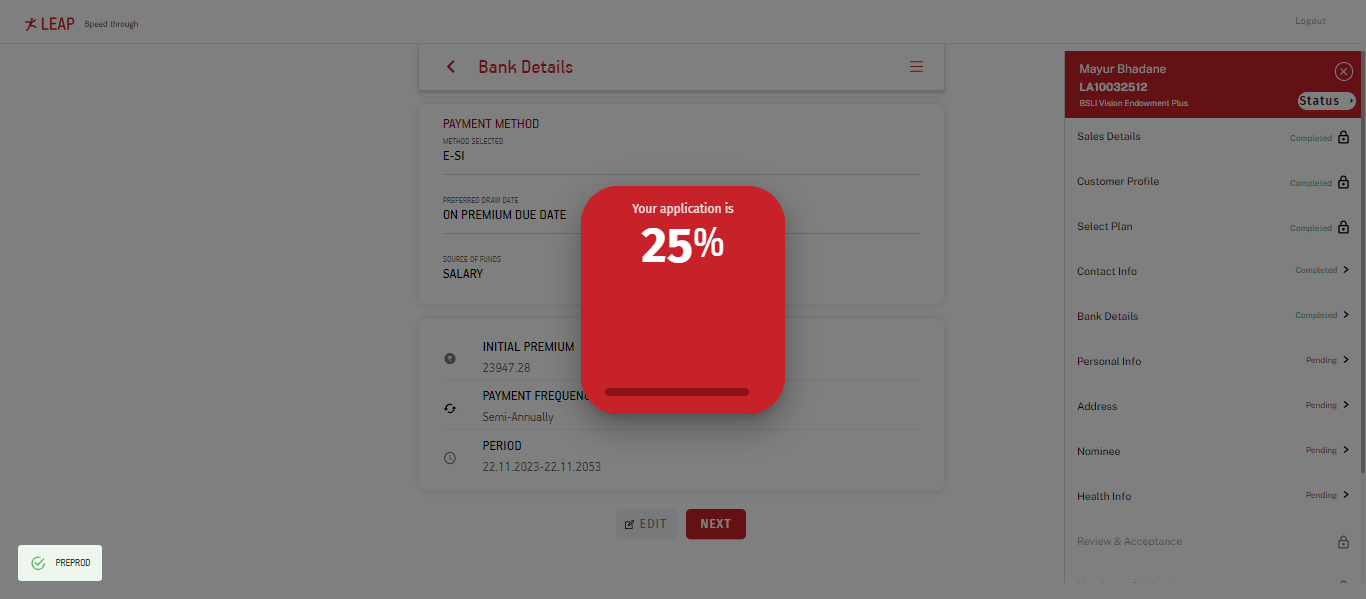 LEAP Speed through
Logout
Bank Details
PAYMENT METHOD
METHOD SELECTED
E-SI
PREFERRED DRAW DATE
ON PREMIUM DUE DATE
SOURCE OF FUNDS
SALARY
Your application is
25%
INITIAL PREMIUM
23947.28
PAYMENT FREQUENC
Semi-Annually
PERIOD
22.11.2023-22.11.2053
EDIT
NEXT
PREPROD
Mayur Bhadane
LA10032512
BSLI Vision Endowment Plus
Status
Sales Details Completed
Customer Profile Completed
Select Plan Completed
Contact Info Completed
Bank Details Completed
Personal Info Pending
Address Pending
Nominee Pending
Health Info Pending
Review & Acceptance